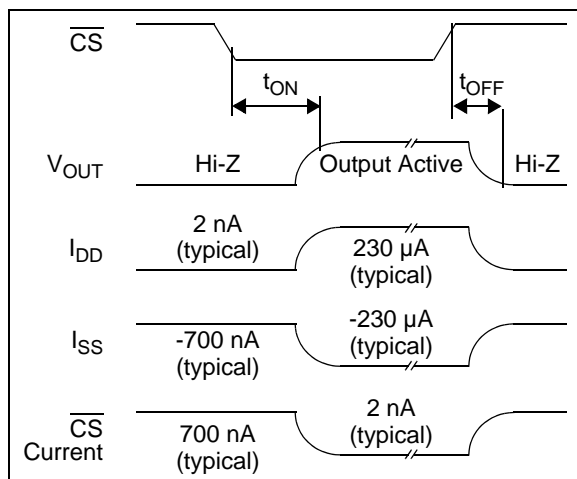 CS
tON
tOFF
VOUT
Hi-Z
Output Active
Hi-Z
IDD
2 nA
(typical)
230 µA
(typical)
ISS
-700 nA
(typical)
-230 µA
(typical)
CS
Current
700 nA
(typical)
2 nA
(typical)